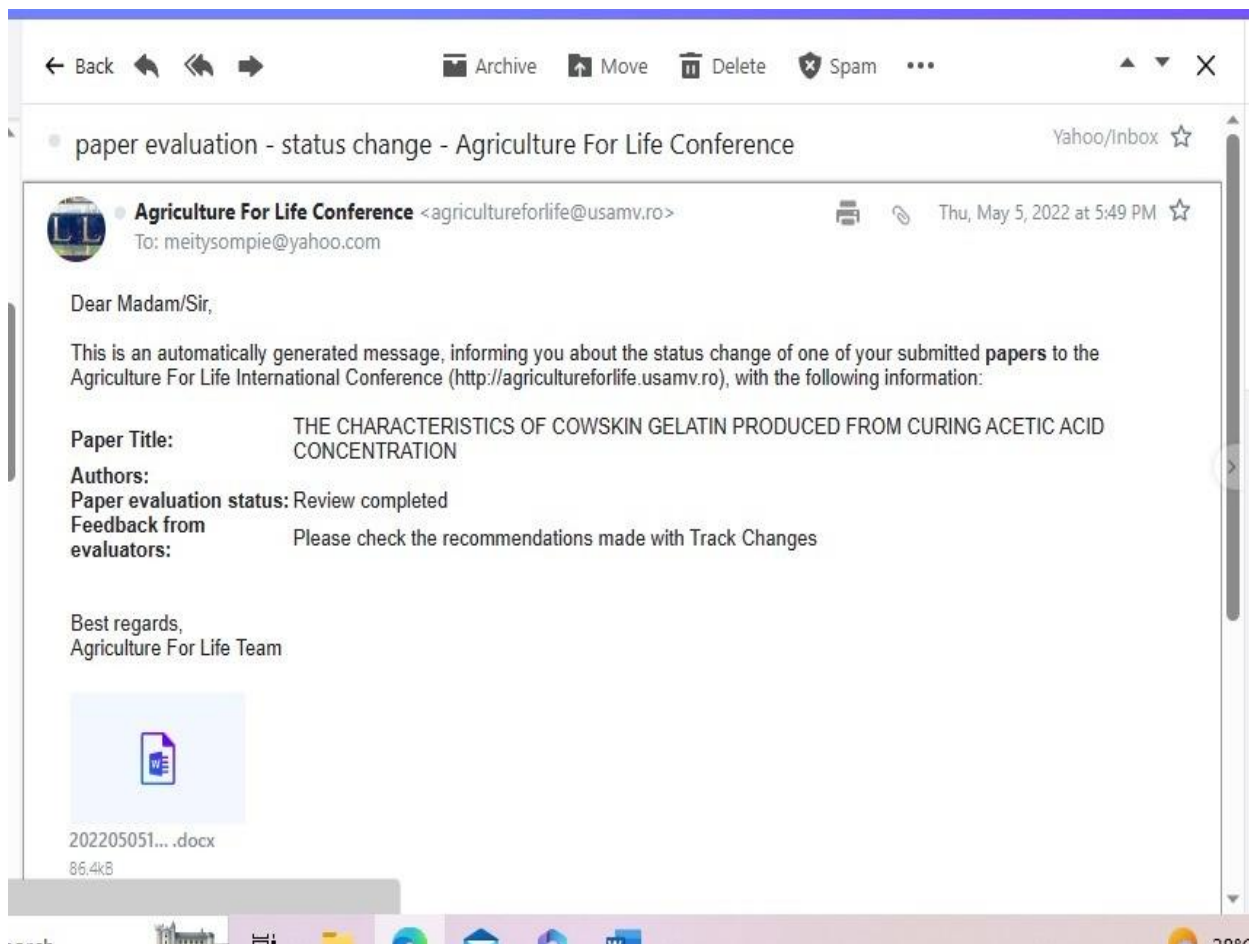 Back
Archive Move Delete Spam
paper evaluation - status change - Agriculture For Life Conference
Yahoo/Inbox
Agriculture For Life Conference <agricultureforlife@usamv.ro>
Thu, May 5, 2022 at 5:49 PM
To: meitysompie@yahoo.com
Dear Madam/Sir,
This is an automatically generated message, informing you about the status change of one of your submitted papers to the
Agriculture For Life International Conference (http://agricultureforlife.usamv.ro), with the following information:
Paper Title: THE CHARACTERISTICS OF COWSKIN GELATIN PRODUCED FROM CURING ACETIC ACID
CONCENTRATION
Authors:
Paper evaluation status: Review completed
Feedback from
evaluators: Please check the recommendations made with Track Changes
Best regards,
Agriculture For Life Team
202205051... .docx
86.4kB